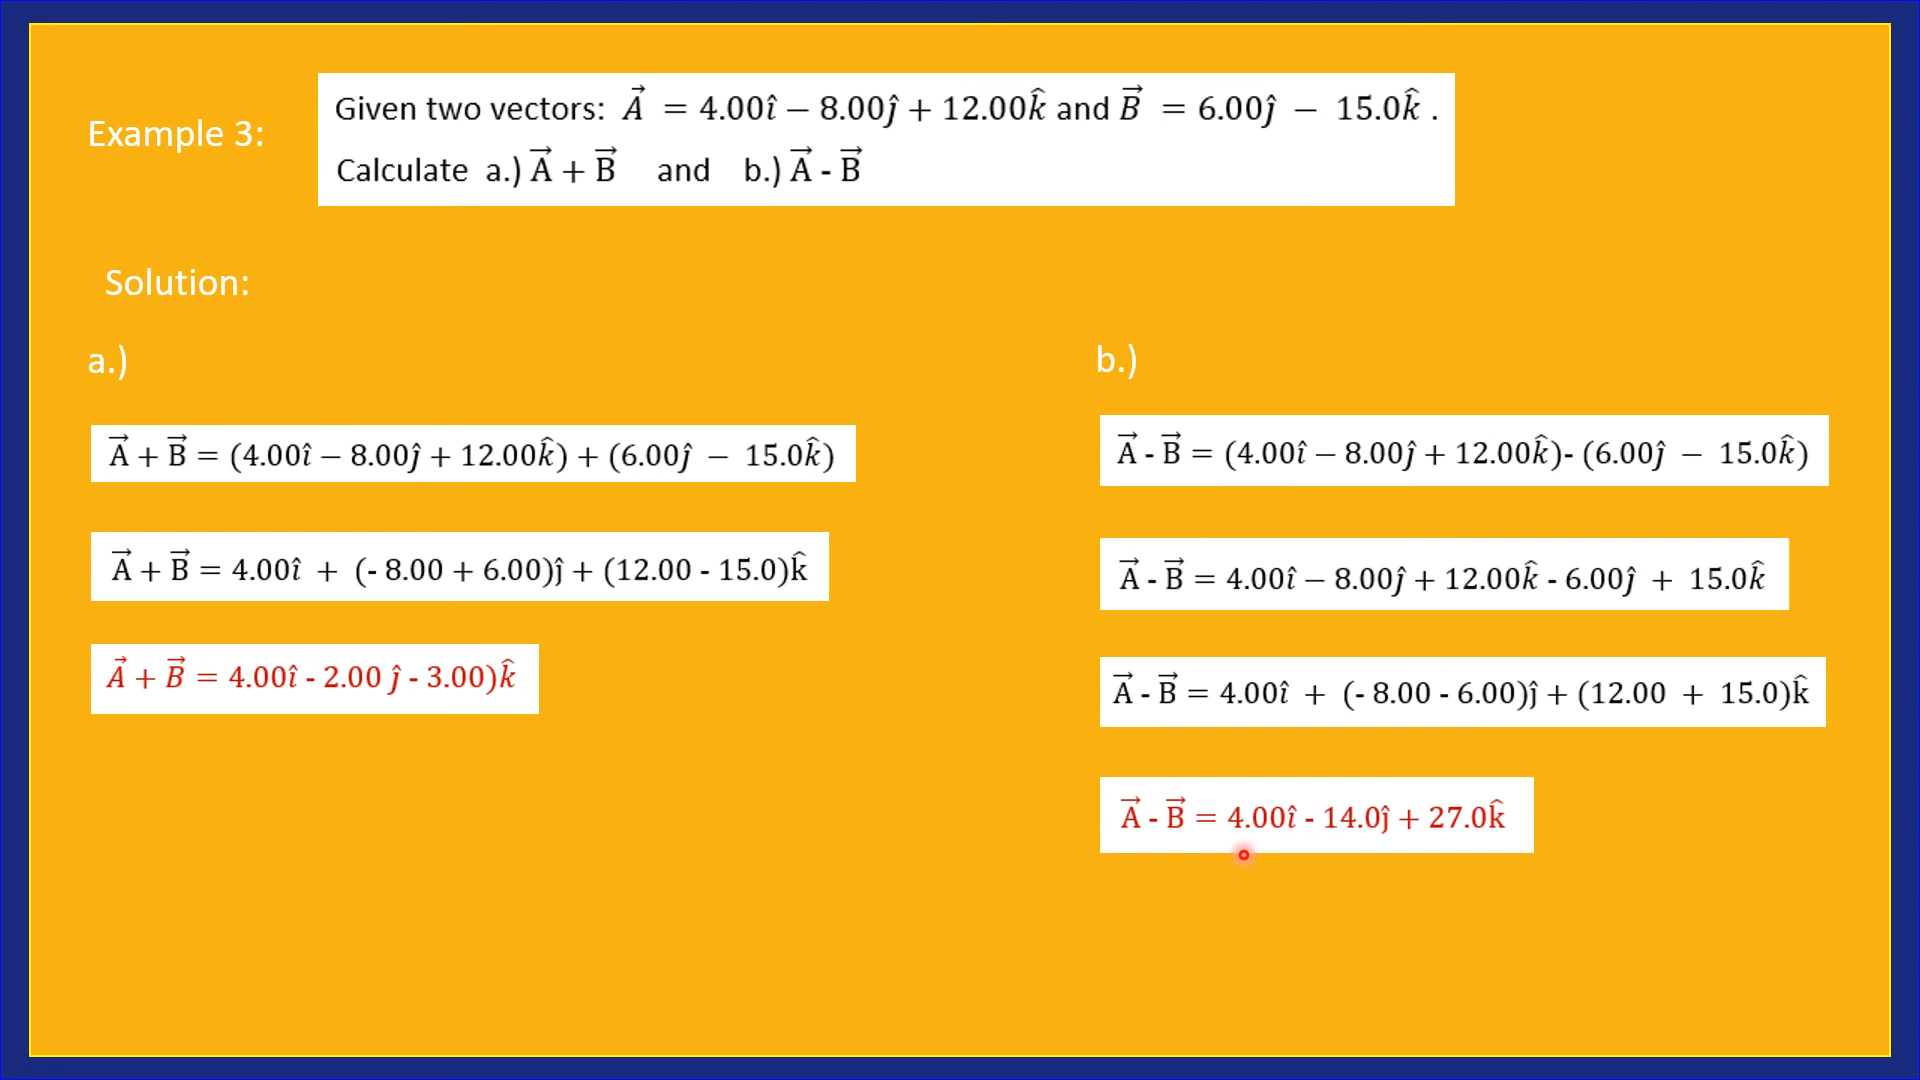 Example 3:
Given two vectors: A⃗ = 4.00î − 8.00ĵ + 12.00k̂ and B⃗ = 6.00ĵ − 15.0k̂ .
Calculate a.) A⃗ + B⃗ and b.) A⃗ - B⃗
Solution:
a.)
A⃗ + B⃗ = (4.00î − 8.00ĵ + 12.00k̂) + (6.00ĵ − 15.0k̂)
A⃗ + B⃗ = 4.00î + (- 8.00 + 6.00)ĵ + (12.00 - 15.0)k̂
A⃗ + B⃗ = 4.00î - 2.00 ĵ - 3.00)k̂
b.)
A⃗ - B⃗ = (4.00î − 8.00ĵ + 12.00k̂)- (6.00ĵ − 15.0k̂)
A⃗ - B⃗ = 4.00î − 8.00ĵ + 12.00k̂ - 6.00ĵ + 15.0k̂
A⃗ - B⃗ = 4.00î + (- 8.00 - 6.00)ĵ + (12.00 + 15.0)k̂
A⃗ - B⃗ = 4.00î - 14.0ĵ + 27.0k̂